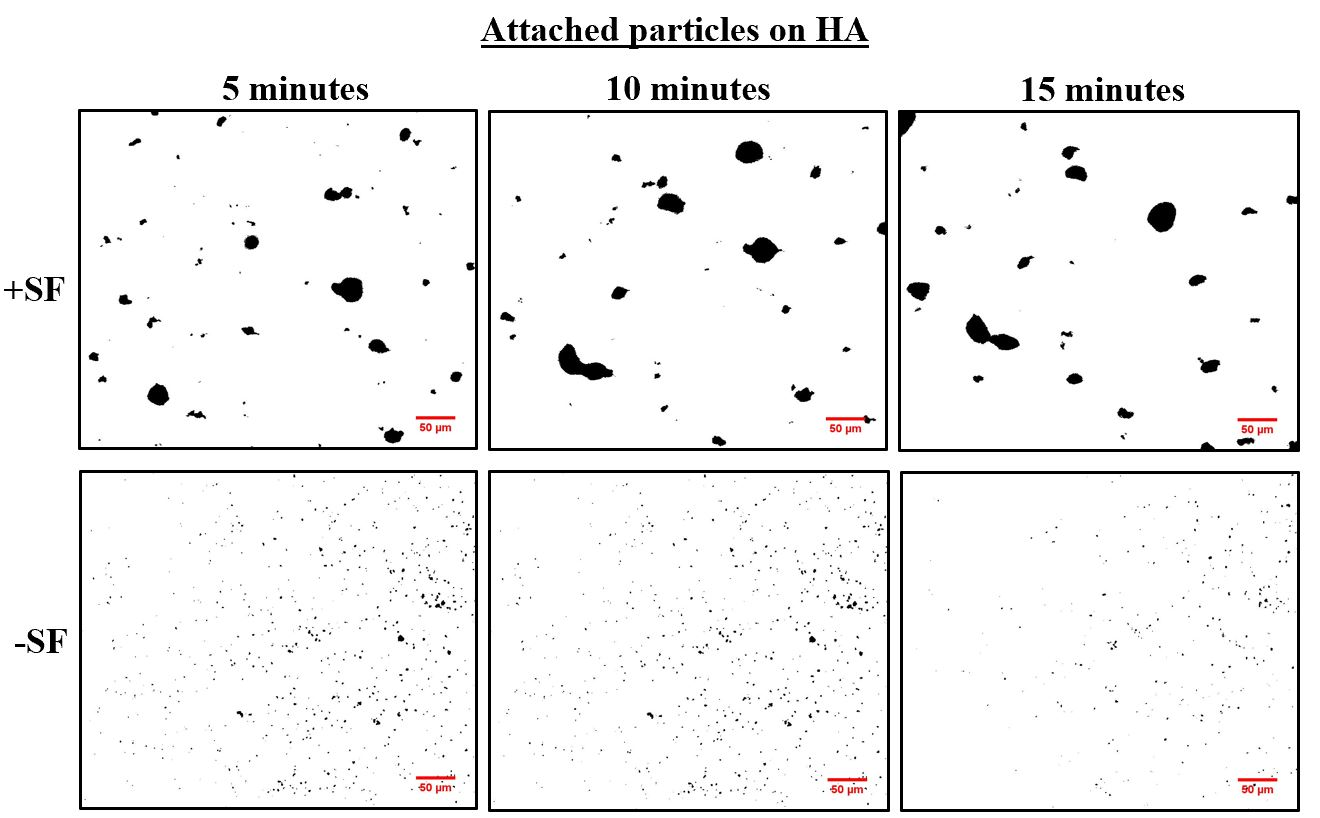 Attached particles on HA
5 minutes 10 minutes 15 minutes
+SF
50 µm 50 µm 50 µm
-SF
50 µm 50 µm 50 µm